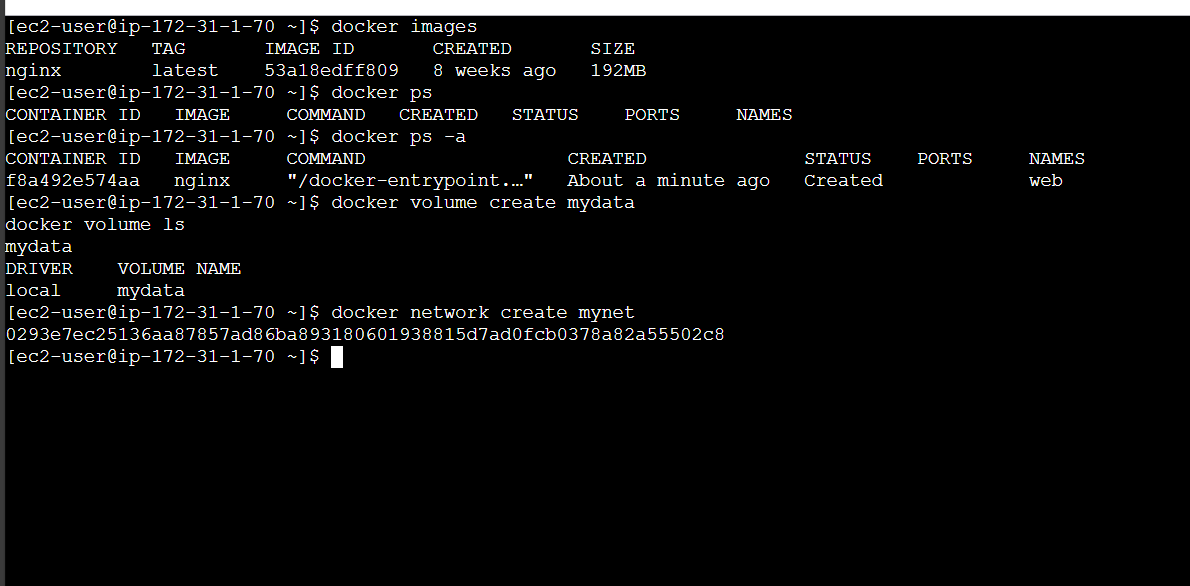 [ec2-user@ip-172-31-1-70 ~]$ docker images
REPOSITORY   TAG       IMAGE ID       CREATED       SIZE
nginx        latest    53a18edff809   8 weeks ago   192MB
[ec2-user@ip-172-31-1-70 ~]$ docker ps
CONTAINER ID   IMAGE     COMMAND   CREATED   STATUS    PORTS     NAMES
[ec2-user@ip-172-31-1-70 ~]$ docker ps -a
CONTAINER ID   IMAGE     COMMAND                  CREATED              STATUS    PORTS     NAMES
f8a492e574aa   nginx     "/docker-entrypoint.…"   About a minute ago   Created             web
[ec2-user@ip-172-31-1-70 ~]$ docker volume create mydata
docker volume ls
mydata
DRIVER    VOLUME NAME
local     mydata
[ec2-user@ip-172-31-1-70 ~]$ docker network create mynet
0293e7ec25136aa87857ad86ba893180601938815d7ad0fcb0378a82a55502c8
[ec2-user@ip-172-31-1-70 ~]$